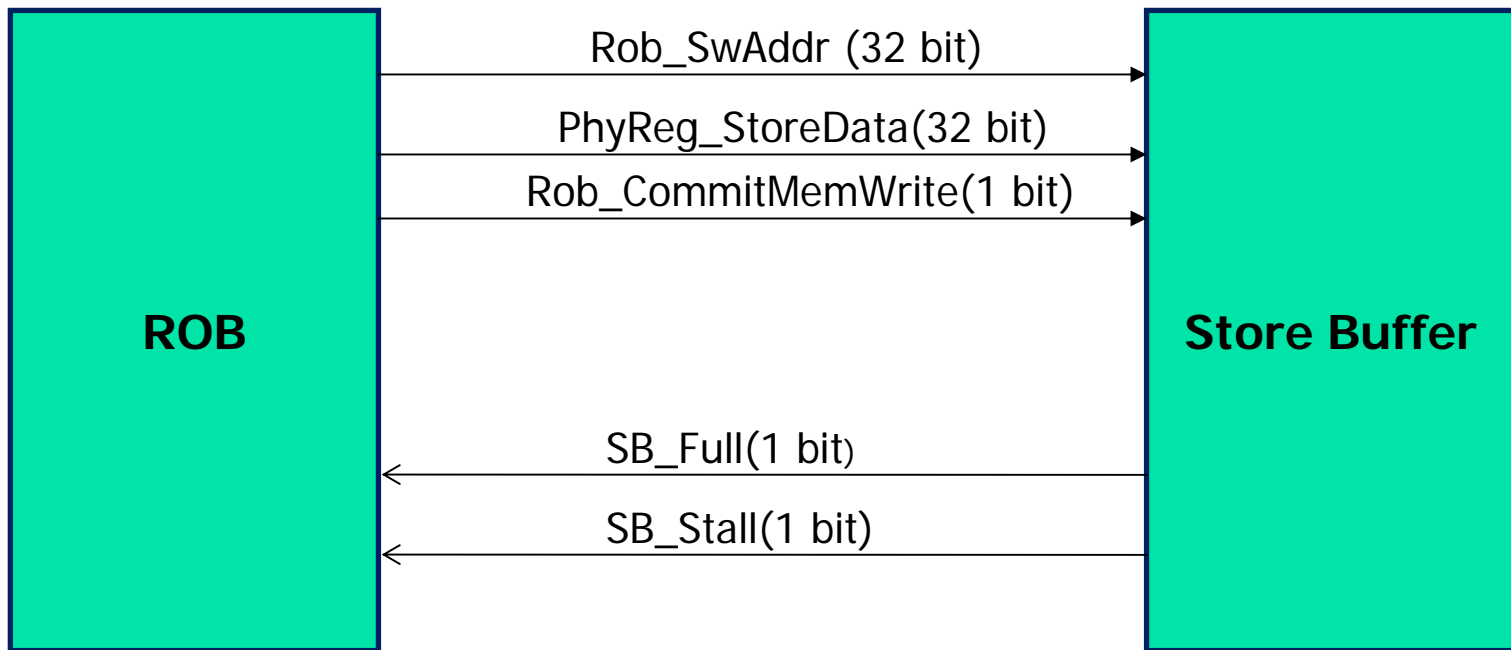 Rob_SwAddr (32 bit)
PhyReg_StoreData(32 bit)
Rob_CommitMemWrite(1 bit)
ROB
Store Buffer
SB_Full(1 bit)
SB_Stall(1 bit)